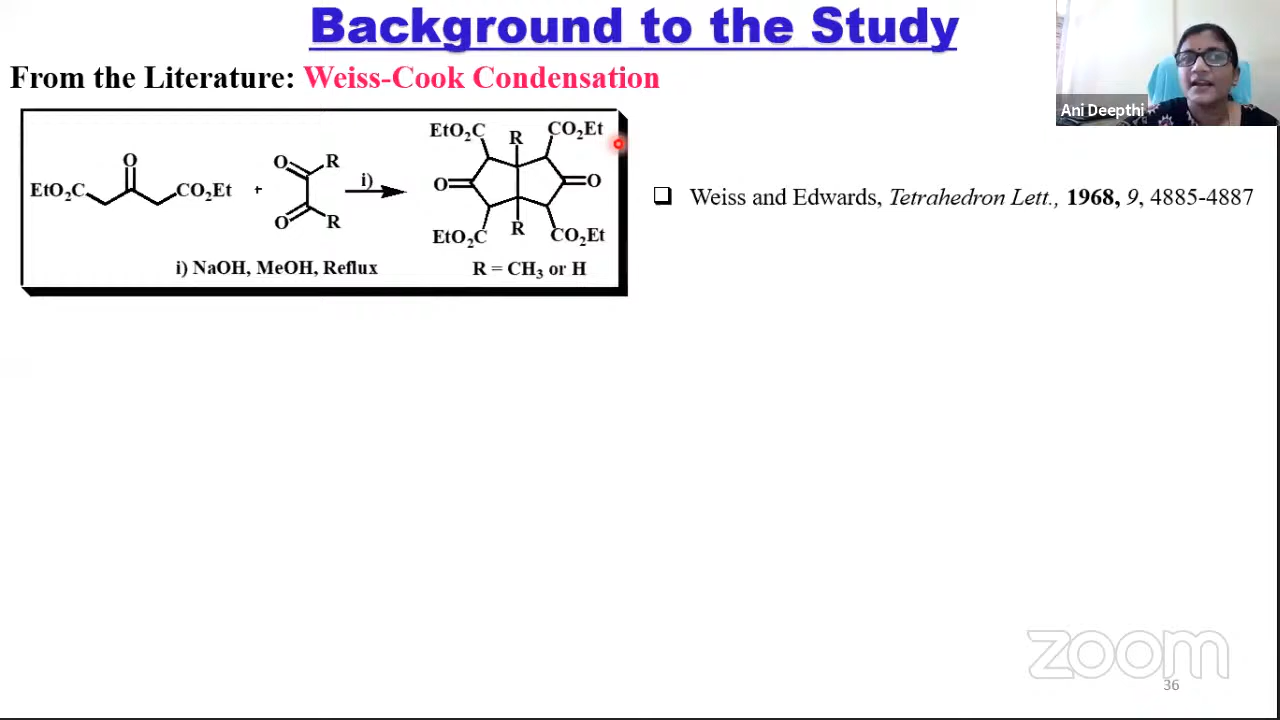 Background to the Study
From the Literature: Weiss-Cook Condensation
Ani Deepthi
EtO₂C
O
CO₂Et
+
O
R
O
R
i)
EtO₂C
R
CO₂Et
O
O
EtO₂C
R
CO₂Et
i) NaOH, MeOH, Reflux
R = CH₃ or H
❑ Weiss and Edwards, Tetrahedron Lett., 1968, 9, 4885-4887
zoom
36